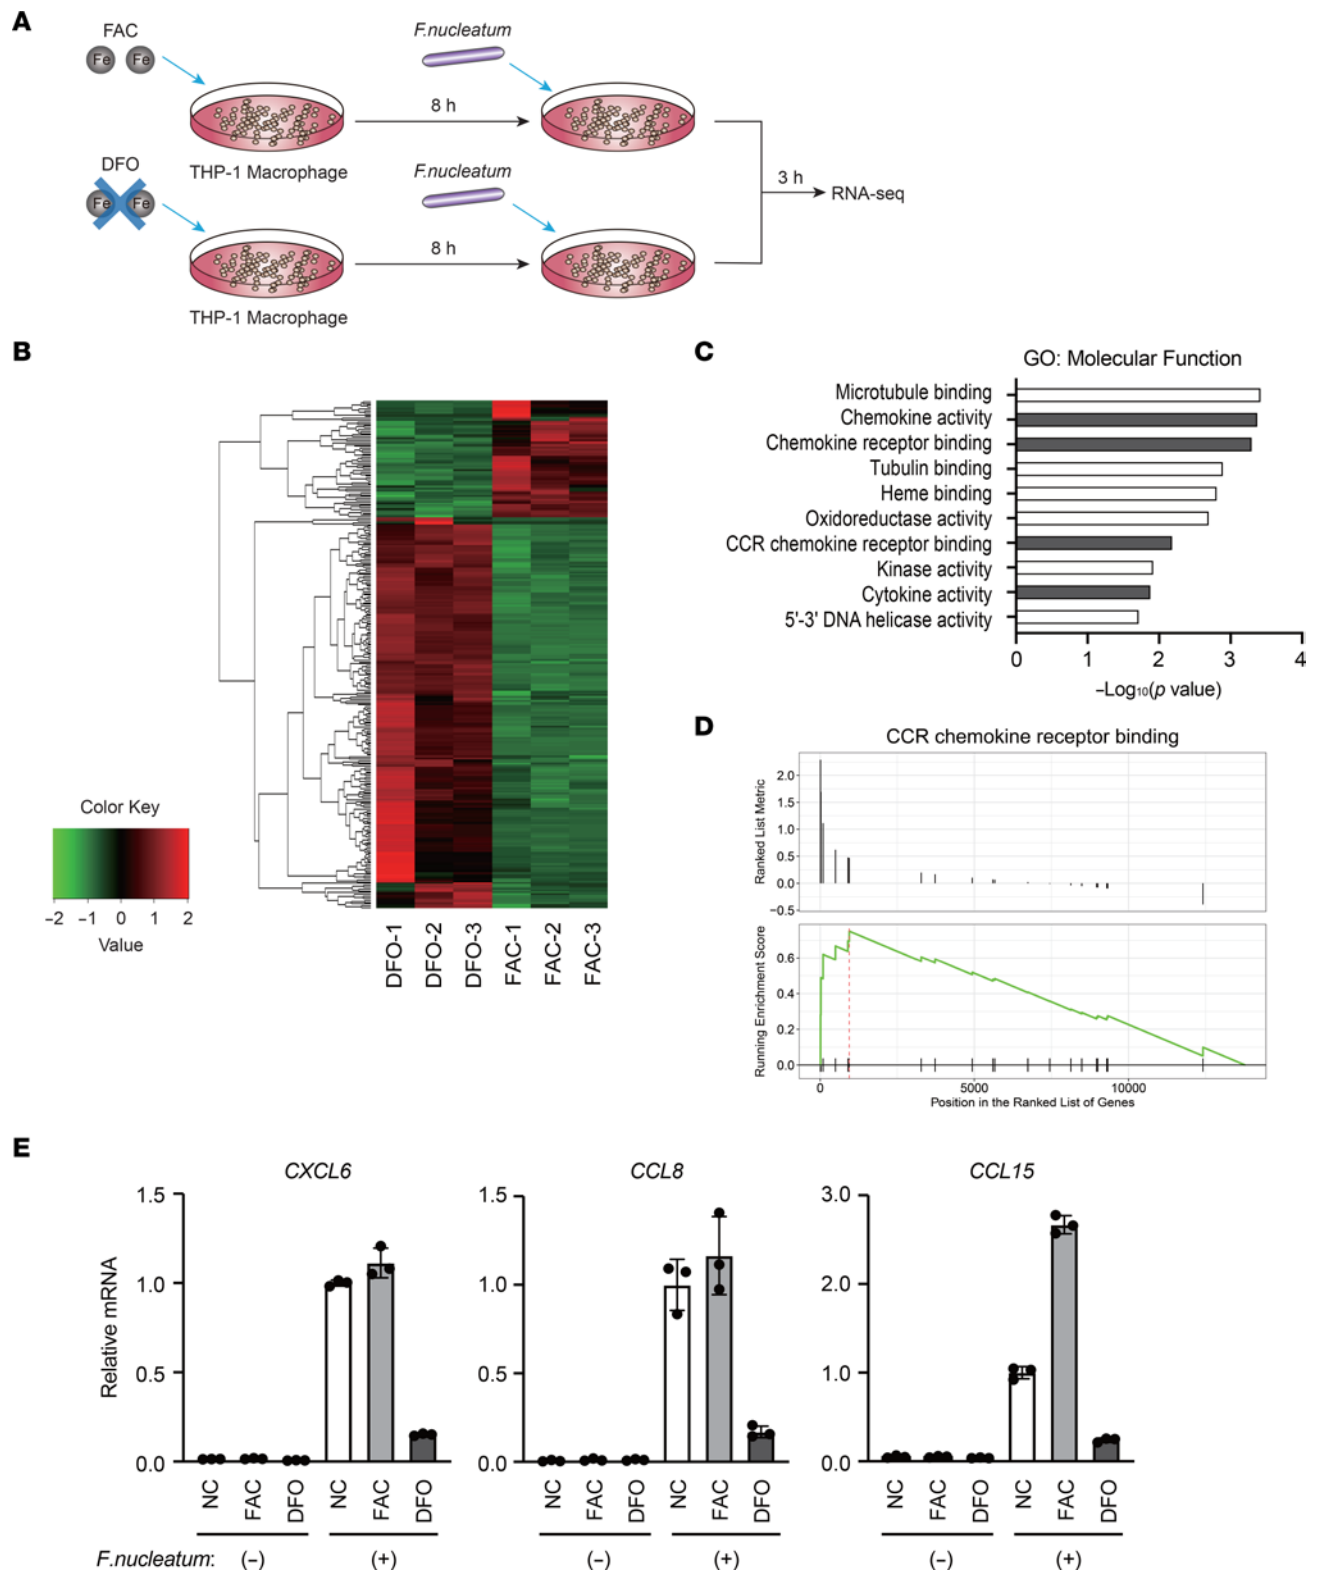 A
FAC
Fe Fe
F.nucleatum
8 h
THP-1 Macrophage
DFO
Fe Fe
F.nucleatum
8 h
THP-1 Macrophage
3 h
RNA-seq
B
Color Key
−2 −1 0 1 2
Value
DFO-1
DFO-2
DFO-3
FAC-1
FAC-2
FAC-3
C
GO: Molecular Function
Microtubule binding
Chemokine activity
Chemokine receptor binding
Tubulin binding
Heme binding
Oxidoreductase activity
CCR chemokine receptor binding
Kinase activity
Cytokine activity
5'-3' DNA helicase activity
0 1 2 3 4
−Log₁₀(p value)
D
CCR chemokine receptor binding
Ranked List Metric
2.0
1.5
1.0
0.5
0.0
−0.5
Running Enrichment Score
0.6
0.4
0.2
0.0
0 5000 10000
Position in the Ranked List of Genes
E
Relative mRNA
CXCL6
1.5
1.0
0.5
0.0
NC FAC DFO NC FAC DFO
F.nucleatum: (−) (+)
CCL8
1.5
1.0
0.5
0.0
NC FAC DFO NC FAC DFO
(−) (+)
CCL15
3.0
2.0
1.0
0.0
NC FAC DFO NC FAC DFO
(−) (+)